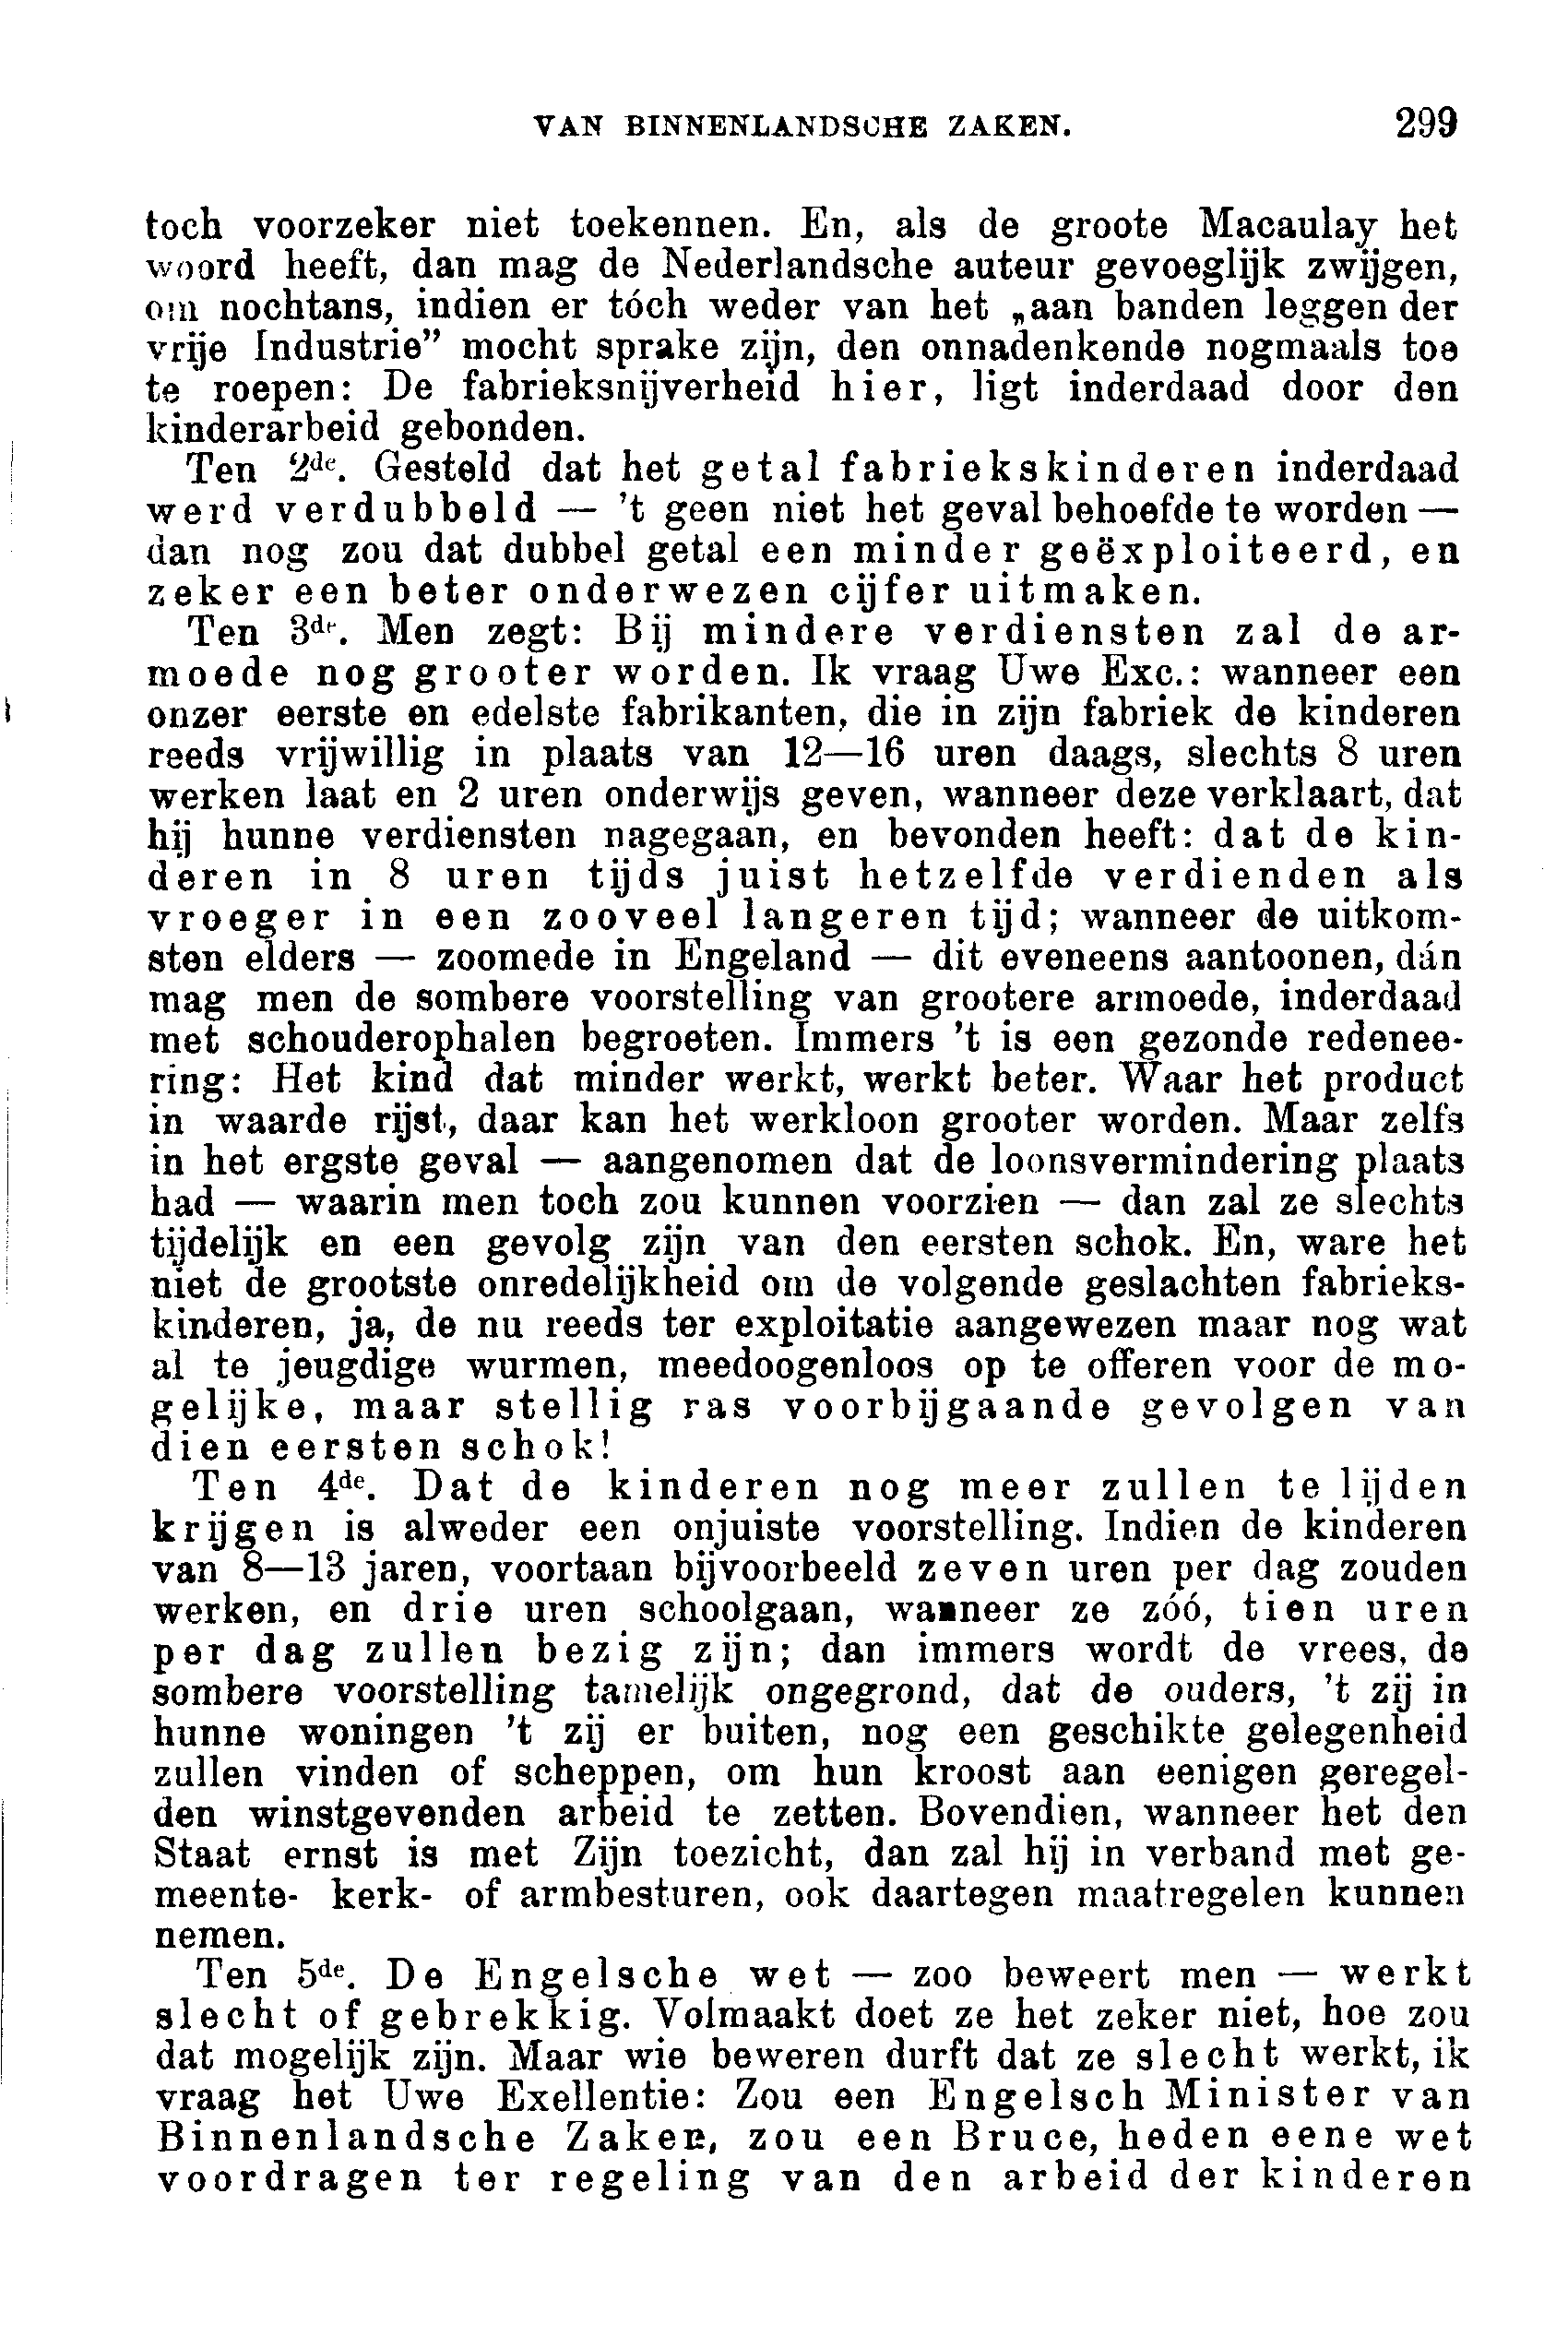 VAN BINNENLANDSCHE ZAKEN. 299
toch voorzeker niet toekennen. En, als de groote Macaulay het
woord heeft, dan mag de Nederlandsche auteur gevoeglijk zwijgen,
om nochtans, indien er tóch weder van het „aan banden leggen der
vrije Industrie” mocht sprake zijn, den onnadenkende nogmaals toe
te roepen: De fabrieksnijverheid hier, ligt inderdaad door den
kinderarbeid gebonden.
Ten 2de. Gesteld dat het getal fabriekskinderen inderdaad
werd verdubbeld — 't geen niet het geval behoefde te worden —
dan nog zou dat dubbel getal een minder geëxploiteerd, en
zeker een beter onderwezen cijfer uitmaken.
Ten 3de. Men zegt: Bij mindere verdiensten zal de ar-
moede nog grooter worden. Ik vraag Uwe Exc.: wanneer een
onzer eerste en edelste fabrikanten, die in zijn fabriek de kinderen
reeds vrijwillig in plaats van 12—16 uren daags, slechts 8 uren
werken laat en 2 uren onderwijs geven, wanneer deze verklaart, dat
hij hunne verdiensten nagegaan, en bevonden heeft: dat de kin-
deren in 8 uren tijds juist hetzelfde verdienden als
vroeger in een zooveel langeren tijd; wanneer de uitkom-
sten elders — zoomede in Engeland — dit eveneens aantoonen, dán
mag men de sombere voorstelling van grootere armoede, inderdaad
met schouderophalen begroeten. Immers 't is een gezonde redenee-
ring: Het kind dat minder werkt, werkt beter. Waar het product
in waarde rijst, daar kan het werkloon grooter worden. Maar zelfs
in het ergste geval — aangenomen dat de loonsvermindering plaats
had — waarin men toch zou kunnen voorzien — dan zal ze slechts
tijdelijk en een gevolg zijn van den eersten schok. En, ware het
niet de grootste onredelijkheid om de volgende geslachten fabrieks-
kinderen, ja, de nu reeds ter exploitatie aangewezen maar nog wat
al te jeugdige wurmen, meedoogenloos op te offeren voor de mo-
gelijke, maar stellig ras voorbijgaande gevolgen van
dien eersten schok!
Ten 4de. Dat de kinderen nog meer zullen te lijden
krijgen is alweder een onjuiste voorstelling. Indien de kinderen
van 8—13 jaren, voortaan bijvoorbeeld zeven uren per dag zouden
werken, en drie uren schoolgaan, wanneer ze zóó, tien uren
per dag zullen bezig zijn; dan immers wordt de vrees, de
sombere voorstelling tamelijk ongegrond, dat de ouders, 't zij in
hunne woningen 't zij er buiten, nog een geschikte gelegenheid
zullen vinden of scheppen, om hun kroost aan eenigen geregel-
den winstgevenden arbeid te zetten. Bovendien, wanneer het den
Staat ernst is met Zijn toezicht, dan zal hij in verband met ge-
meente- kerk- of armbesturen, ook daartegen maatregelen kunnen
nemen.
Ten 5de. De Engelsche wet — zoo beweert men — werkt
slecht of gebrekkig. Volmaakt doet ze het zeker niet, hoe zou
dat mogelijk zijn. Maar wie beweren durft dat ze slecht werkt, ik
vraag het Uwe Exellentie: Zou een Engelsch Minister van
Binnenlandsche Zaken, zou een Bruce, heden eene wet
voordragen ter regeling van den arbeid der kinderen